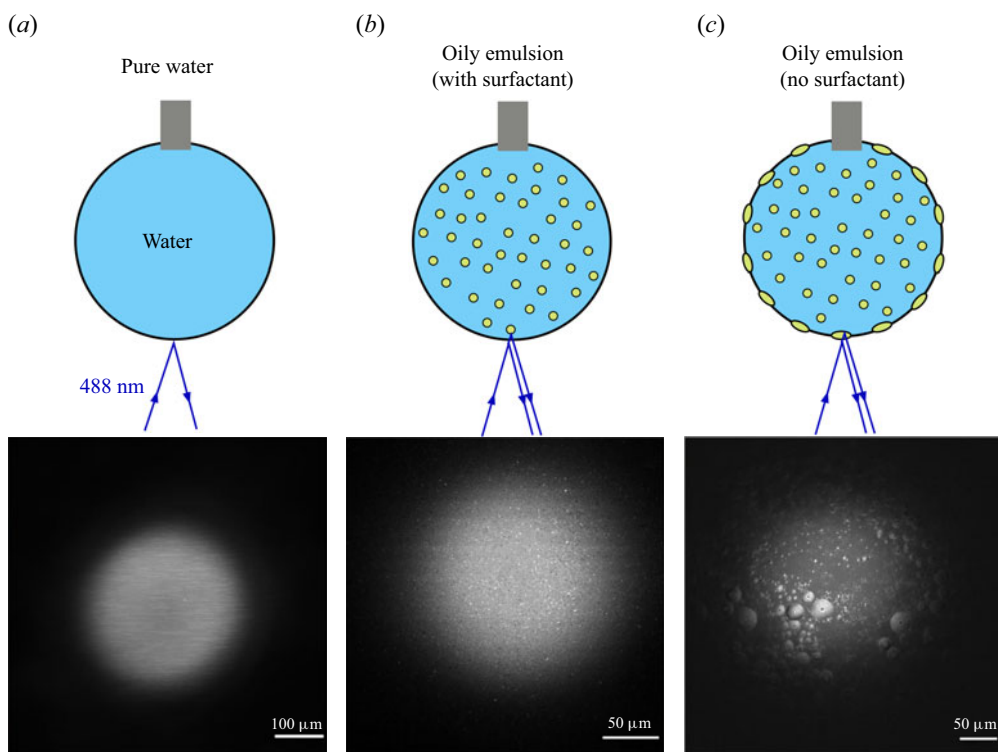 (a)
Pure water
Water
488 nm
100 μm
(b)
Oily emulsion
(with surfactant)
50 μm
(c)
Oily emulsion
(no surfactant)
50 μm